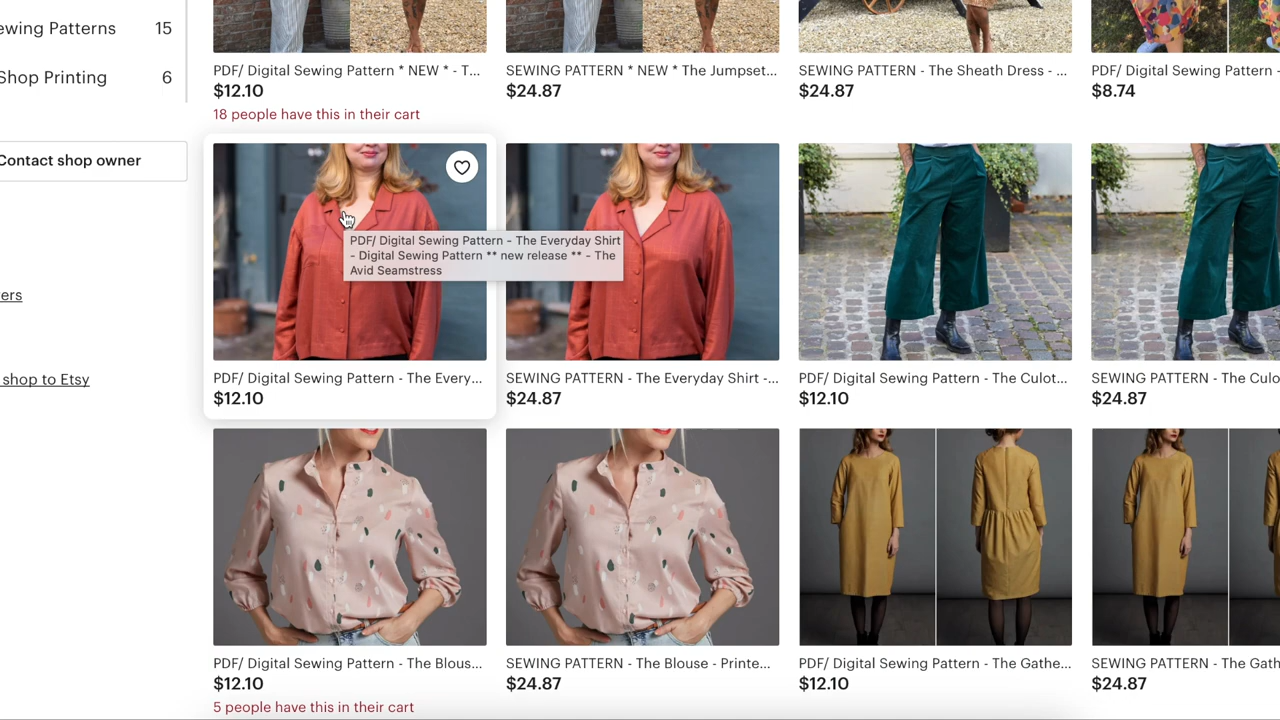 ewing Patterns 15
Shop Printing 6
Contact shop owner
ers
shop to Etsy
PDF/ Digital Sewing Pattern * NEW * - T...
$12.10
18 people have this in their cart
SEWING PATTERN * NEW * The Jumpset...
$24.87
SEWING PATTERN - The Sheath Dress - ...
$24.87
PDF/ Digital Sewing Pattern -
$8.74
PDF/ Digital Sewing Pattern – The Everyday Shirt
- Digital Sewing Pattern ** new release ** - The
Avid Seamstress
PDF/ Digital Sewing Pattern - The Every...
$12.10
SEWING PATTERN - The Everyday Shirt -...
$24.87
PDF/ Digital Sewing Pattern - The Culot...
$12.10
SEWING PATTERN - The Culo
$24.87
PDF/ Digital Sewing Pattern - The Blous...
$12.10
5 people have this in their cart
SEWING PATTERN - The Blouse - Printe...
$24.87
PDF/ Digital Sewing Pattern - The Gathe...
$12.10
SEWING PATTERN - The Gath
$24.87